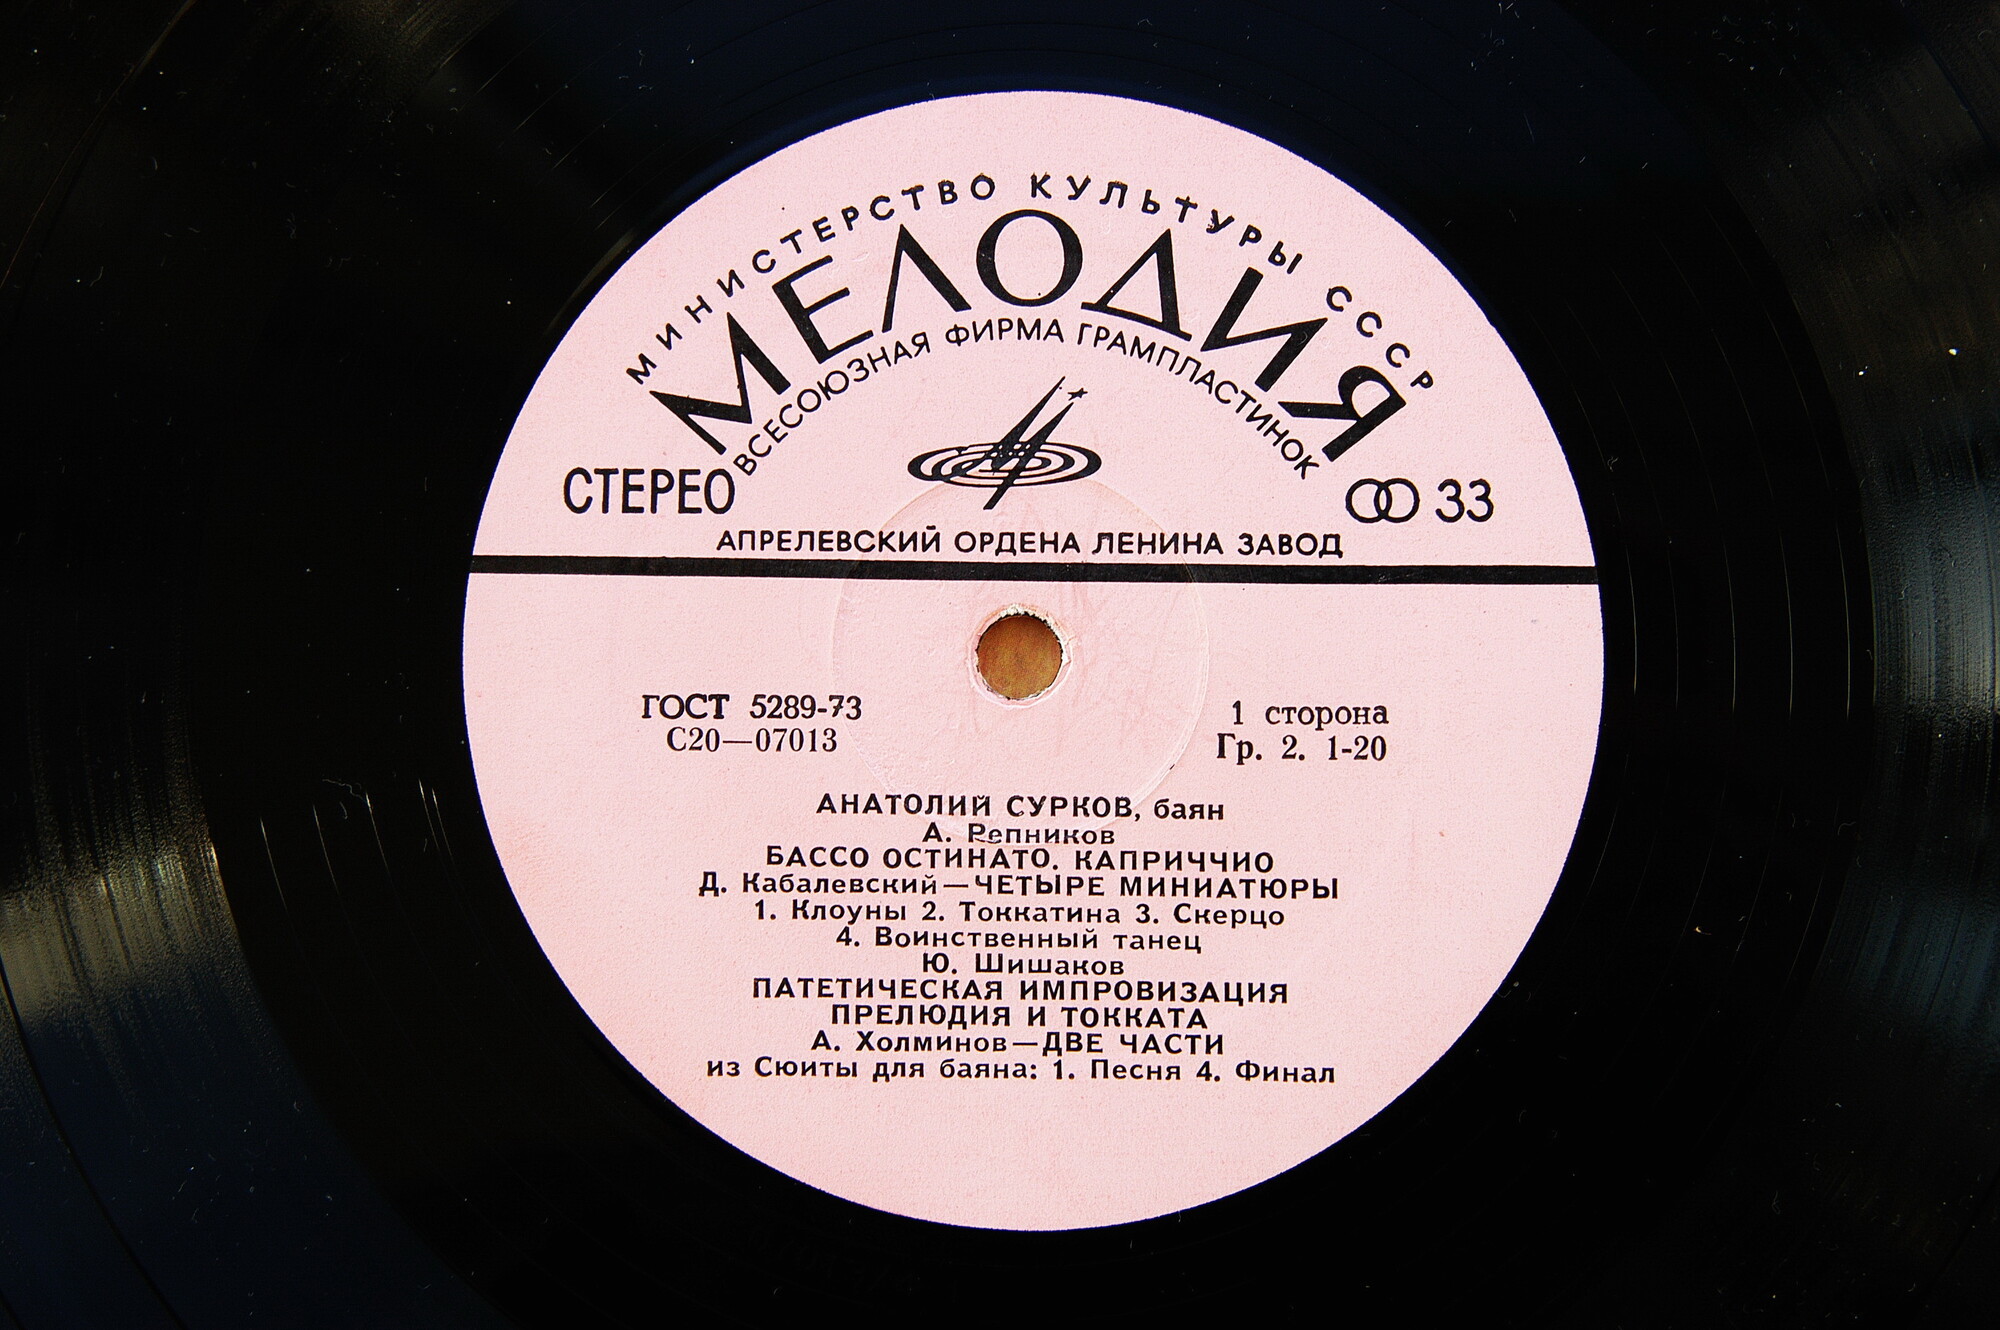 МИНИСТЕРСТВО КУЛЬТУРЫ СССР
МЕЛОДИЯ
ВСЕСОЮЗНАЯ ФИРМА ГРАМПЛАСТИНОК
СТЕРЕО
33
АПРЕЛЕВСКИЙ ОРДЕНА ЛЕНИНА ЗАВОД
ГОСТ 5289-73
С20—07013
1 сторона
Гр. 2. 1-20
АНАТОЛИЙ СУРКОВ, баян
А. Репников
БАССО ОСТИНАТО. КАПРИЧЧИО
Д. Кабалевский—ЧЕТЫРЕ МИНИАТЮРЫ
1. Клоуны 2. Токкатина 3. Скерцо
4. Воинственный танец
Ю. Шишаков
ПАТЕТИЧЕСКАЯ ИМПРОВИЗАЦИЯ
ПРЕЛЮДИЯ И ТОККАТА
А. Холминов—ДВЕ ЧАСТИ
из Сюиты для баяна: 1. Песня 4. Финал